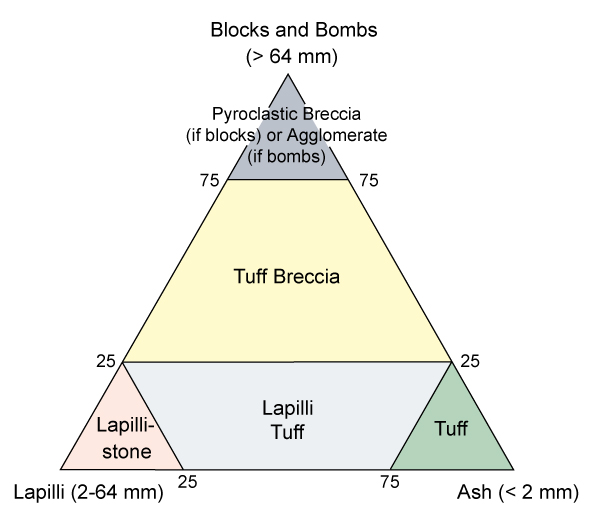 Blocks and Bombs
(> 64 mm)
Pyroclastic Breccia
(if blocks) or Agglomerate
(if bombs)
75 75
Tuff Breccia
25 25
Lapilli-
stone
Lapilli
Tuff
Tuff
25 75
Lapilli (2-64 mm) Ash (< 2 mm)